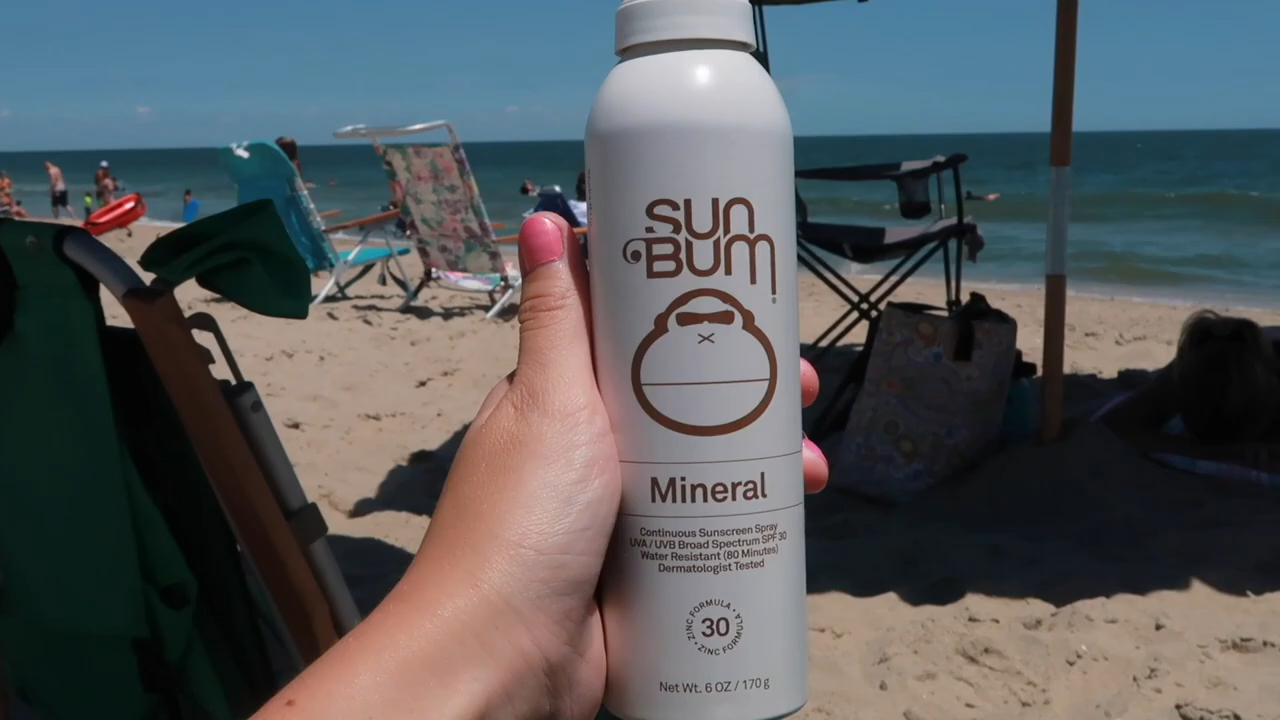 SUN
BUM
®
Mineral
Continuous Sunscreen Spray
UVA / UVB Broad Spectrum SPF 30
Water Resistant (80 Minutes)
Dermatologist Tested
ZINC FORMULA • ZINC FORMULA •
30
Net Wt. 6 OZ / 170 g